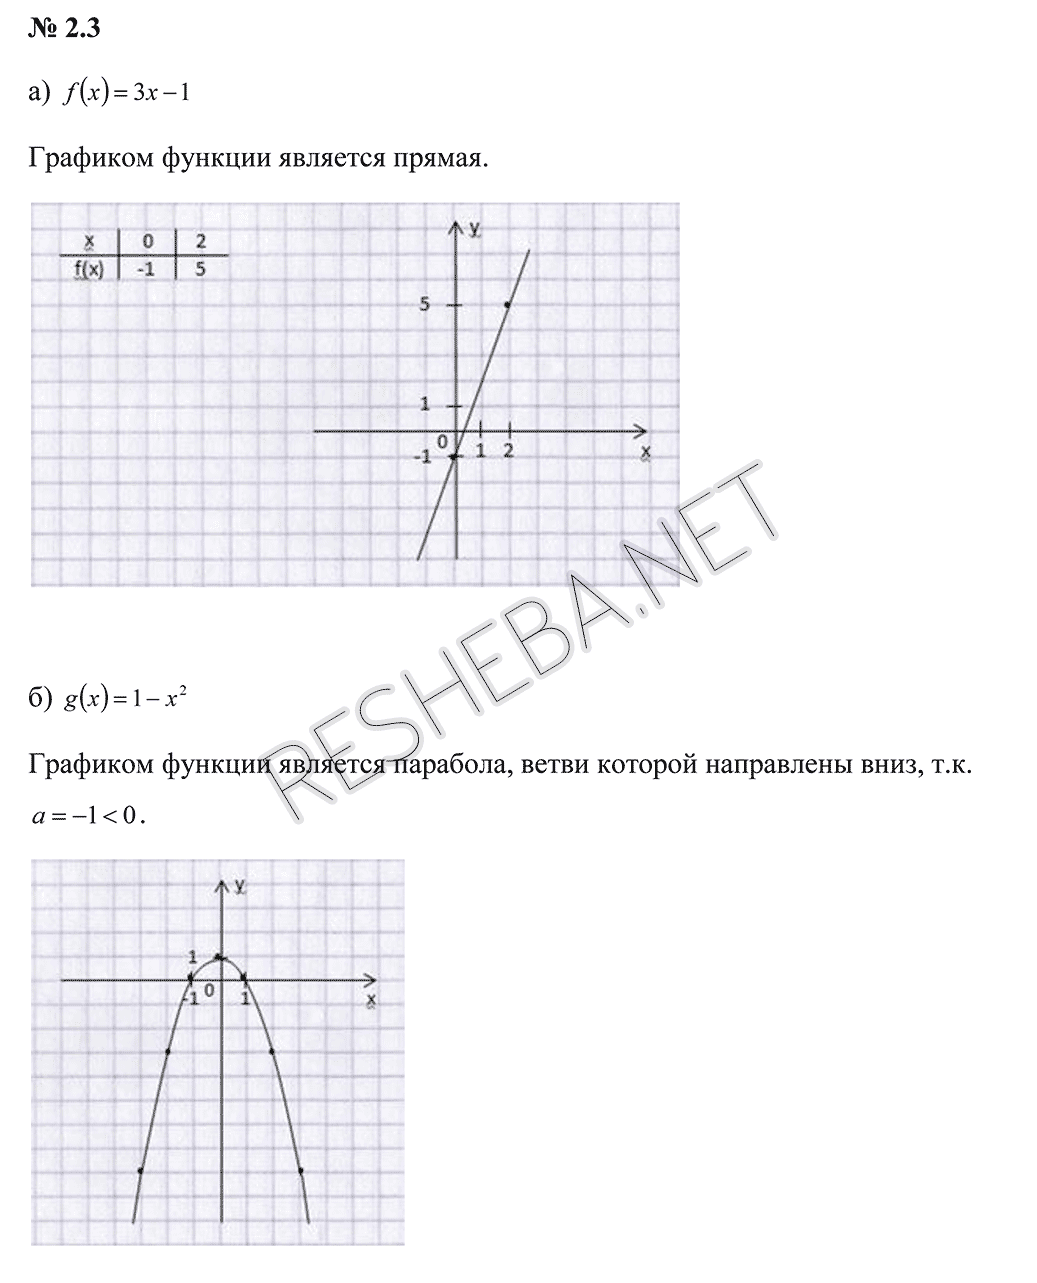 № 2.3
а) f(x) = 3x − 1
Графиком функции является прямая.
x 0 2
f(x) -1 5
y
5
1
0
-1 1 2 x
RESHEBA.NET
б) g(x) = 1 − x²
Графиком функции является парабола, ветви которой направлены вниз, т.к.
a = −1 < 0.
y
1
-1 0 1 x